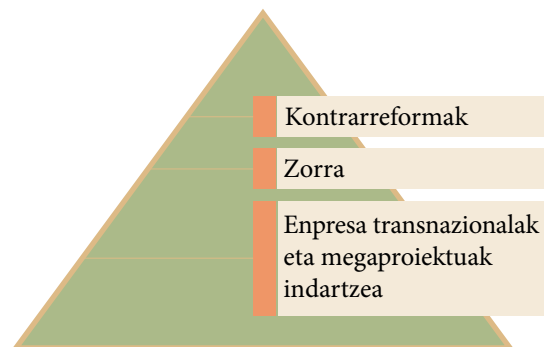 Kontrarreformak
Zorra
Enpresa transnazionalak
eta megaproiektuak
indartzea